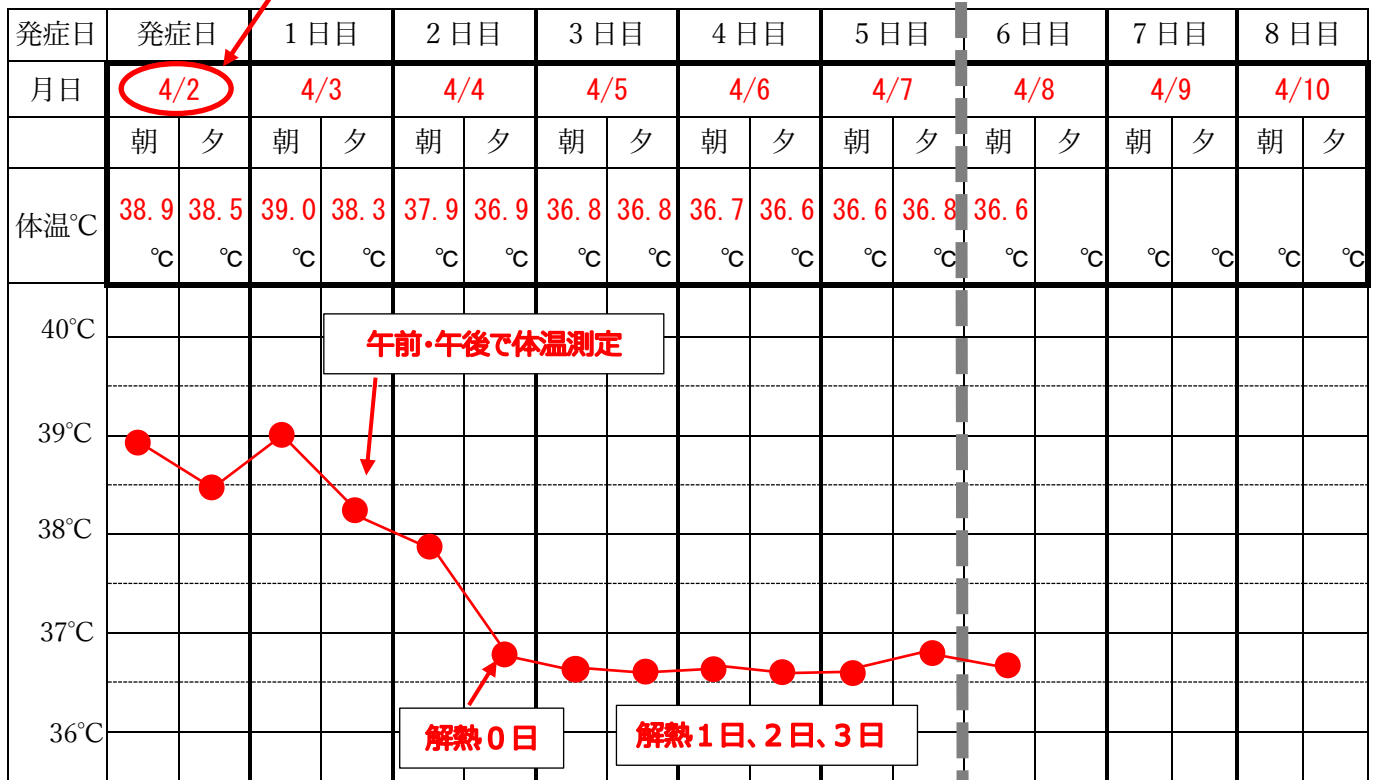 発症日 発症日 1日目 2日目 3日目 4日目 5日目 6日目 7日目 8日目
月日 4/2 4/3 4/4 4/5 4/6 4/7 4/8 4/9 4/10
朝 夕 朝 夕 朝 夕 朝 夕 朝 夕 朝 夕 朝 夕 朝 夕 朝 夕
体温℃ 38.9 38.5 39.0 38.3 37.9 36.9 36.8 36.8 36.7 36.6 36.6 36.8 36.6
℃ ℃ ℃ ℃ ℃ ℃ ℃ ℃ ℃ ℃ ℃ ℃ ℃ ℃ ℃ ℃ ℃ ℃
40℃
午前・午後で体温測定
39℃
38℃
37℃
36℃
解熱0日
解熱1日、2日、3日